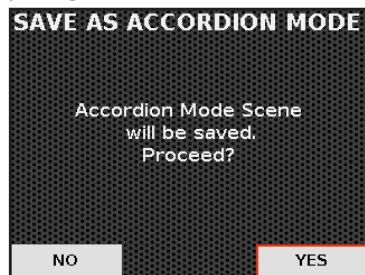 SAVE AS ACCORDION MODE
Accordion Mode Scene
will be saved.
Proceed?
NO YES